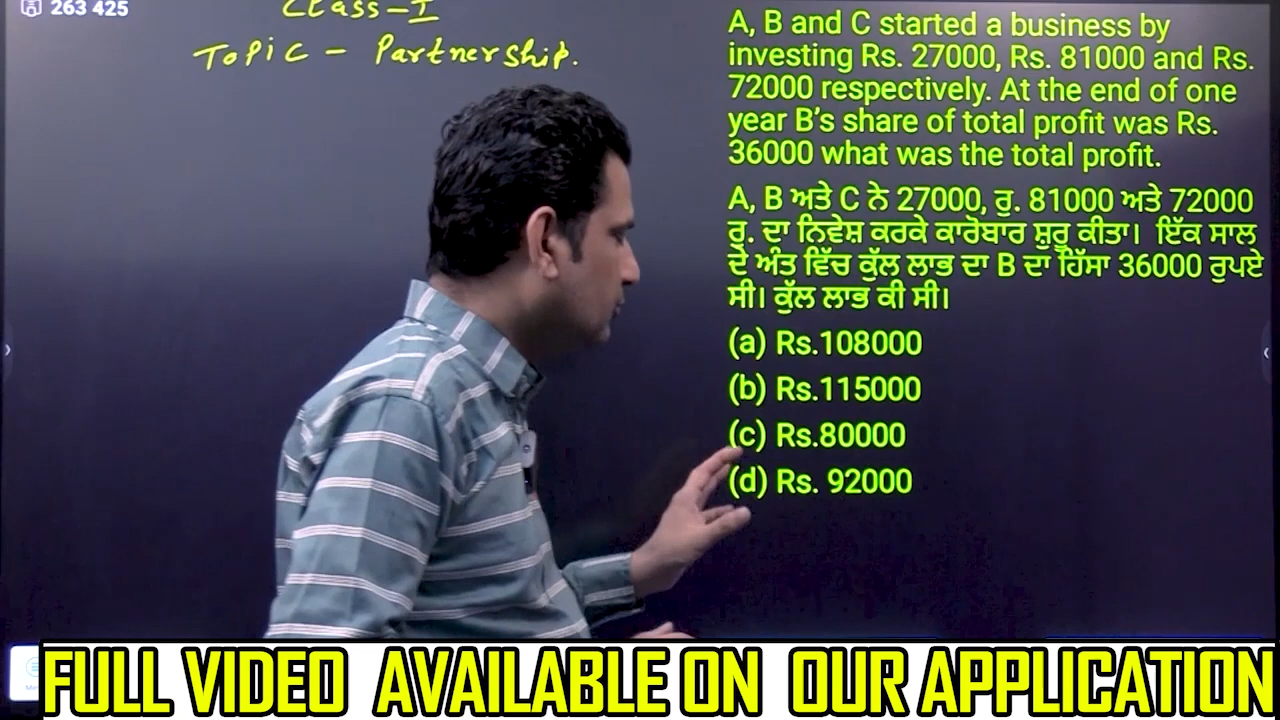 263 425
Class-I
Topic - Partnership.
A, B and C started a business by
investing Rs. 27000, Rs. 81000 and Rs.
72000 respectively. At the end of one
year B's share of total profit was Rs.
36000 what was the total profit.
A, B ਅਤੇ C ਨੇ 27000, ਰੁ. 81000 ਅਤੇ 72000
ਰੁ. ਦਾ ਨਿਵੇਸ਼ ਕਰਕੇ ਕਾਰੋਬਾਰ ਸ਼ੁਰੂ ਕੀਤਾ। ਇੱਕ ਸਾਲ
ਦੇ ਅੰਤ ਵਿੱਚ ਕੁੱਲ ਲਾਭ ਦਾ B ਦਾ ਹਿੱਸਾ 36000 ਰੁਪਏ
ਸੀ। ਕੁੱਲ ਲਾਭ ਕੀ ਸੀ।
(a) Rs.108000
(b) Rs.115000
(c) Rs.80000
(d) Rs. 92000
FULL VIDEO AVAILABLE ON OUR APPLICATION